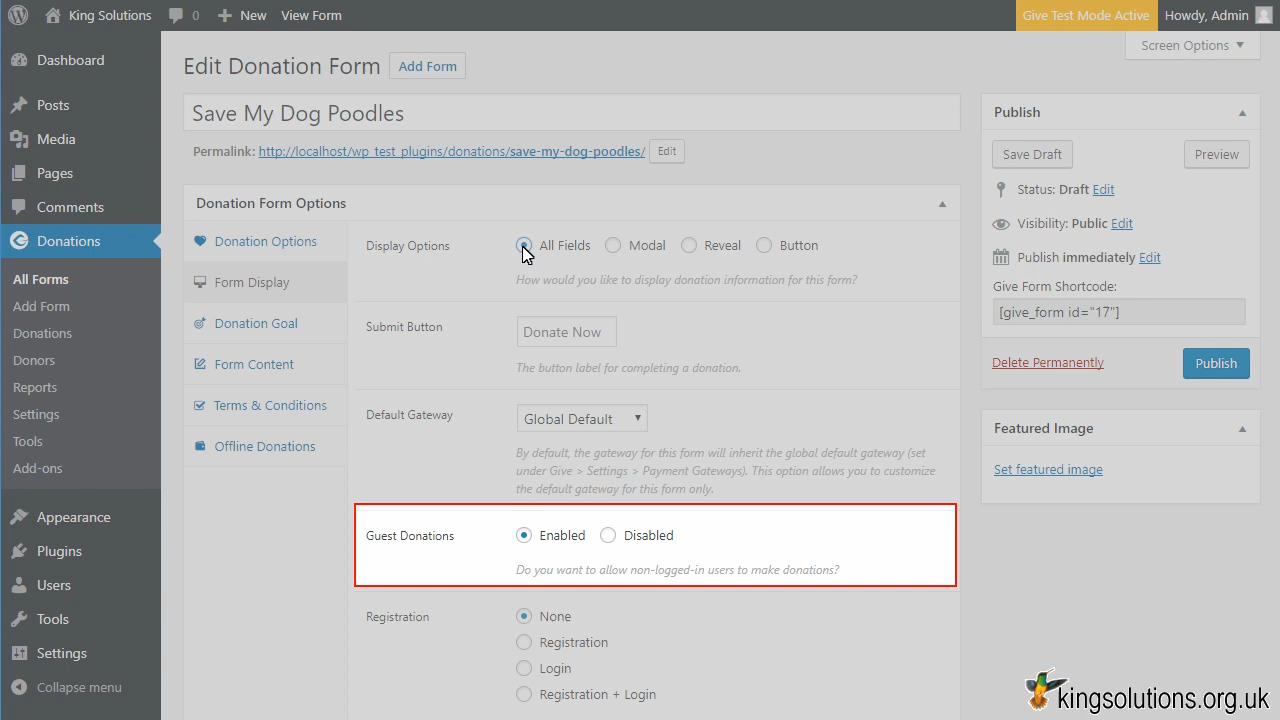 King Solutions
0
New
View Form
Give Test Mode Active
Howdy, Admin
Screen Options
Dashboard
Posts
Media
Pages
Comments
Donations
All Forms
Add Form
Donations
Donors
Reports
Settings
Tools
Add-ons
Appearance
Plugins
Users
Tools
Settings
Collapse menu
Edit Donation Form
Add Form
Save My Dog Poodles
Permalink: http://localhost/wp_test_plugins/donations/save-my-dog-poodles/ Edit
Donation Form Options
Donation Options
Form Display
Donation Goal
Form Content
Terms & Conditions
Offline Donations
Display Options
All Fields
Modal
Reveal
Button
How would you like to display donation information for this form?
Submit Button
Donate Now
The button label for completing a donation.
Default Gateway
Global Default
By default, the gateway for this form will inherit the global default gateway (set
under Give > Settings > Payment Gateways). This option allows you to customize
the default gateway for this form only.
Guest Donations
Enabled
Disabled
Do you want to allow non-logged-in users to make donations?
Registration
None
Registration
Login
Registration + Login
Publish
Save Draft
Preview
Status: Draft Edit
Visibility: Public Edit
Publish immediately Edit
Give Form Shortcode:
[give_form id="17"]
Delete Permanently
Publish
Featured Image
Set featured image
kingsolutions.org.uk